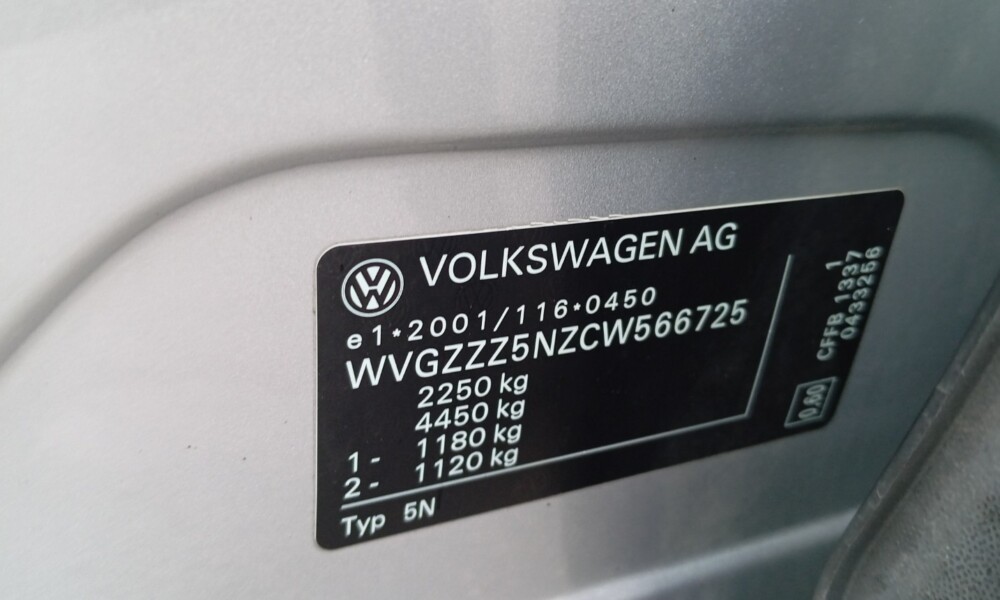 VOLKSWAGEN AG
e1*2001/116*0450
WVGZZZ5NZCW566725
2250 kg
4450 kg
1 - 1180 kg
2 - 1120 kg
Typ 5N
1
CFFB 1337
0433256
0.60